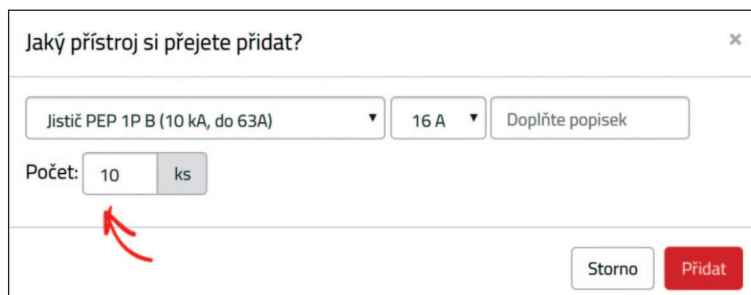 Jaký přístroj si přejete přidat? ×
Jistič PEP 1P B (10 kA, do 63A) 16 A Doplňte popisek
Počet: 10 ks
Storno Přidat